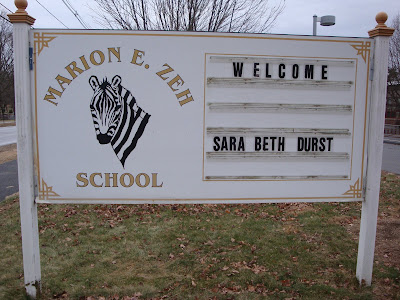 MARION E. ZEH
SCHOOL
WELCOME
SARA BETH DURST